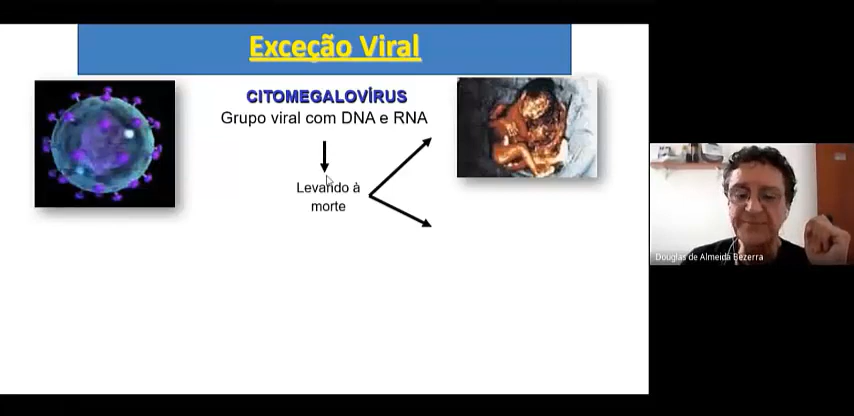 Exceção Viral
CITOMEGALOVÍRUS
Grupo viral com DNA e RNA
Levando à
morte
Douglas de Almeida Bezerra